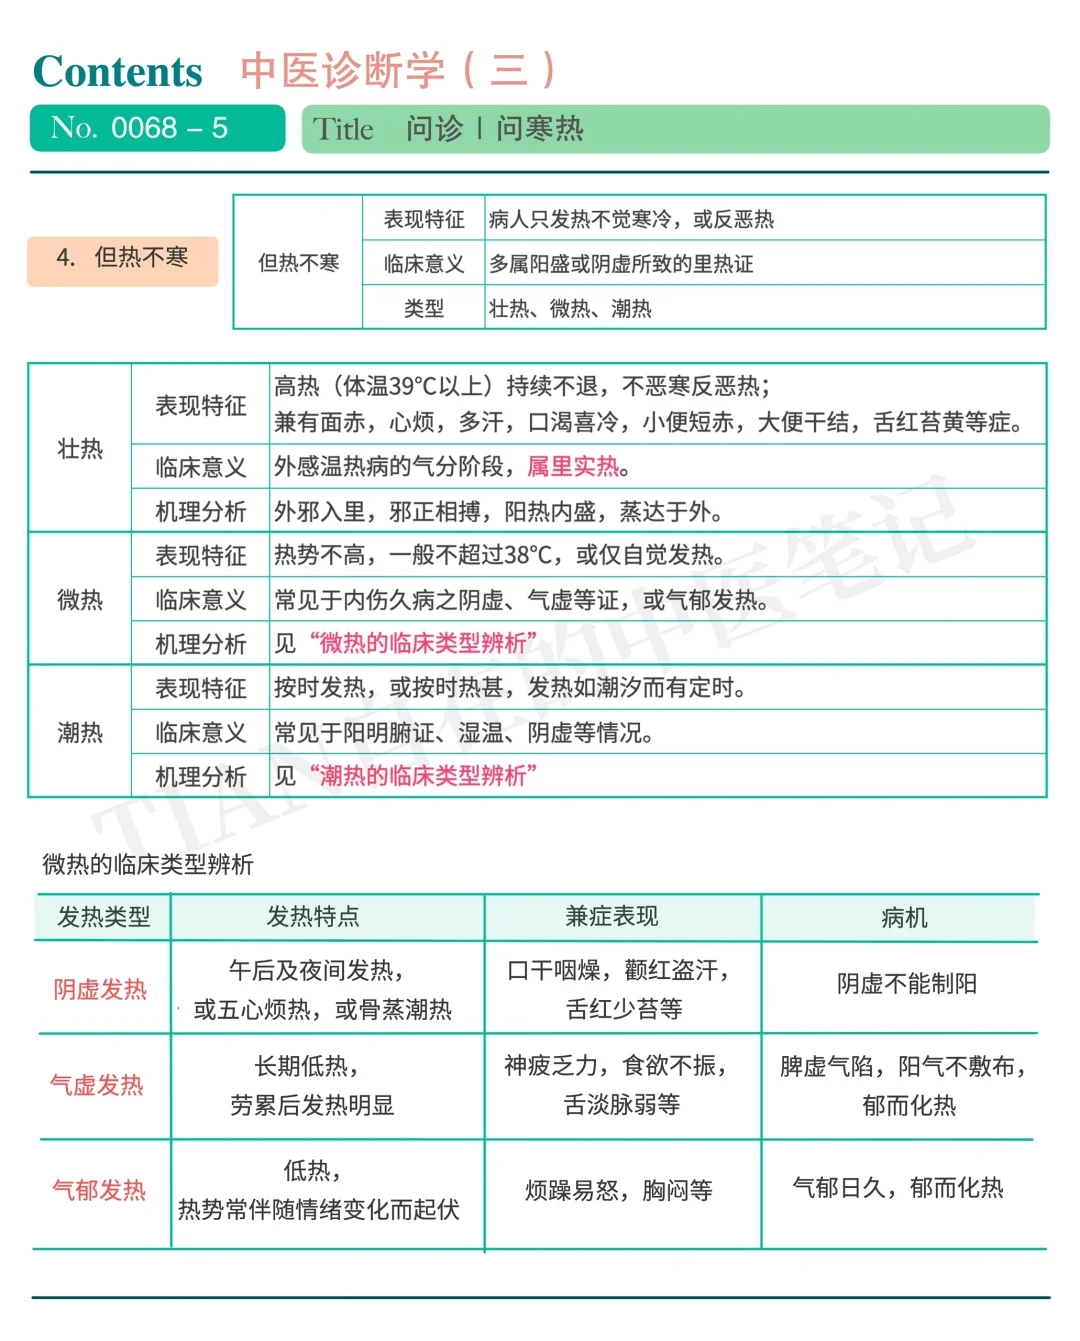 Contents 中医诊断学（三）
No. 0068 – 5
Title 问诊 | 问寒热
4. 但热不寒
但热不寒
表现特征 病人只发热不觉寒冷，或反恶热
临床意义 多属阳盛或阴虚所致的里热证
类型 壮热、微热、潮热
壮热
表现特征 高热（体温39℃以上）持续不退，不恶寒反恶热；
兼有面赤，心烦，多汗，口渴喜冷，小便短赤，大便干结，舌红苔黄等症。
临床意义 外感温热病的气分阶段，属里实热。
机理分析 外邪入里，邪正相搏，阳热内盛，蒸达于外。
微热
表现特征 热势不高，一般不超过38℃，或仅自觉发热。
临床意义 常见于内伤久病之阴虚、气虚等证，或气郁发热。
机理分析 见“微热的临床类型辨析”
潮热
表现特征 按时发热，或按时热甚，发热如潮汐而有定时。
临床意义 常见于阳明腑证、湿温、阴虚等情况。
机理分析 见“潮热的临床类型辨析”
TIAN自在的中医笔记
微热的临床类型辨析
发热类型 发热特点 兼症表现 病机
阴虚发热
午后及夜间发热，
或五心烦热，或骨蒸潮热
口干咽燥，颧红盗汗，
舌红少苔等
阴虚不能制阳
气虚发热
长期低热，
劳累后发热明显
神疲乏力，食欲不振，
舌淡脉弱等
脾虚气陷，阳气不敷布，
郁而化热
气郁发热
低热，
热势常伴随情绪变化而起伏
烦躁易怒，胸闷等
气郁日久，郁而化热